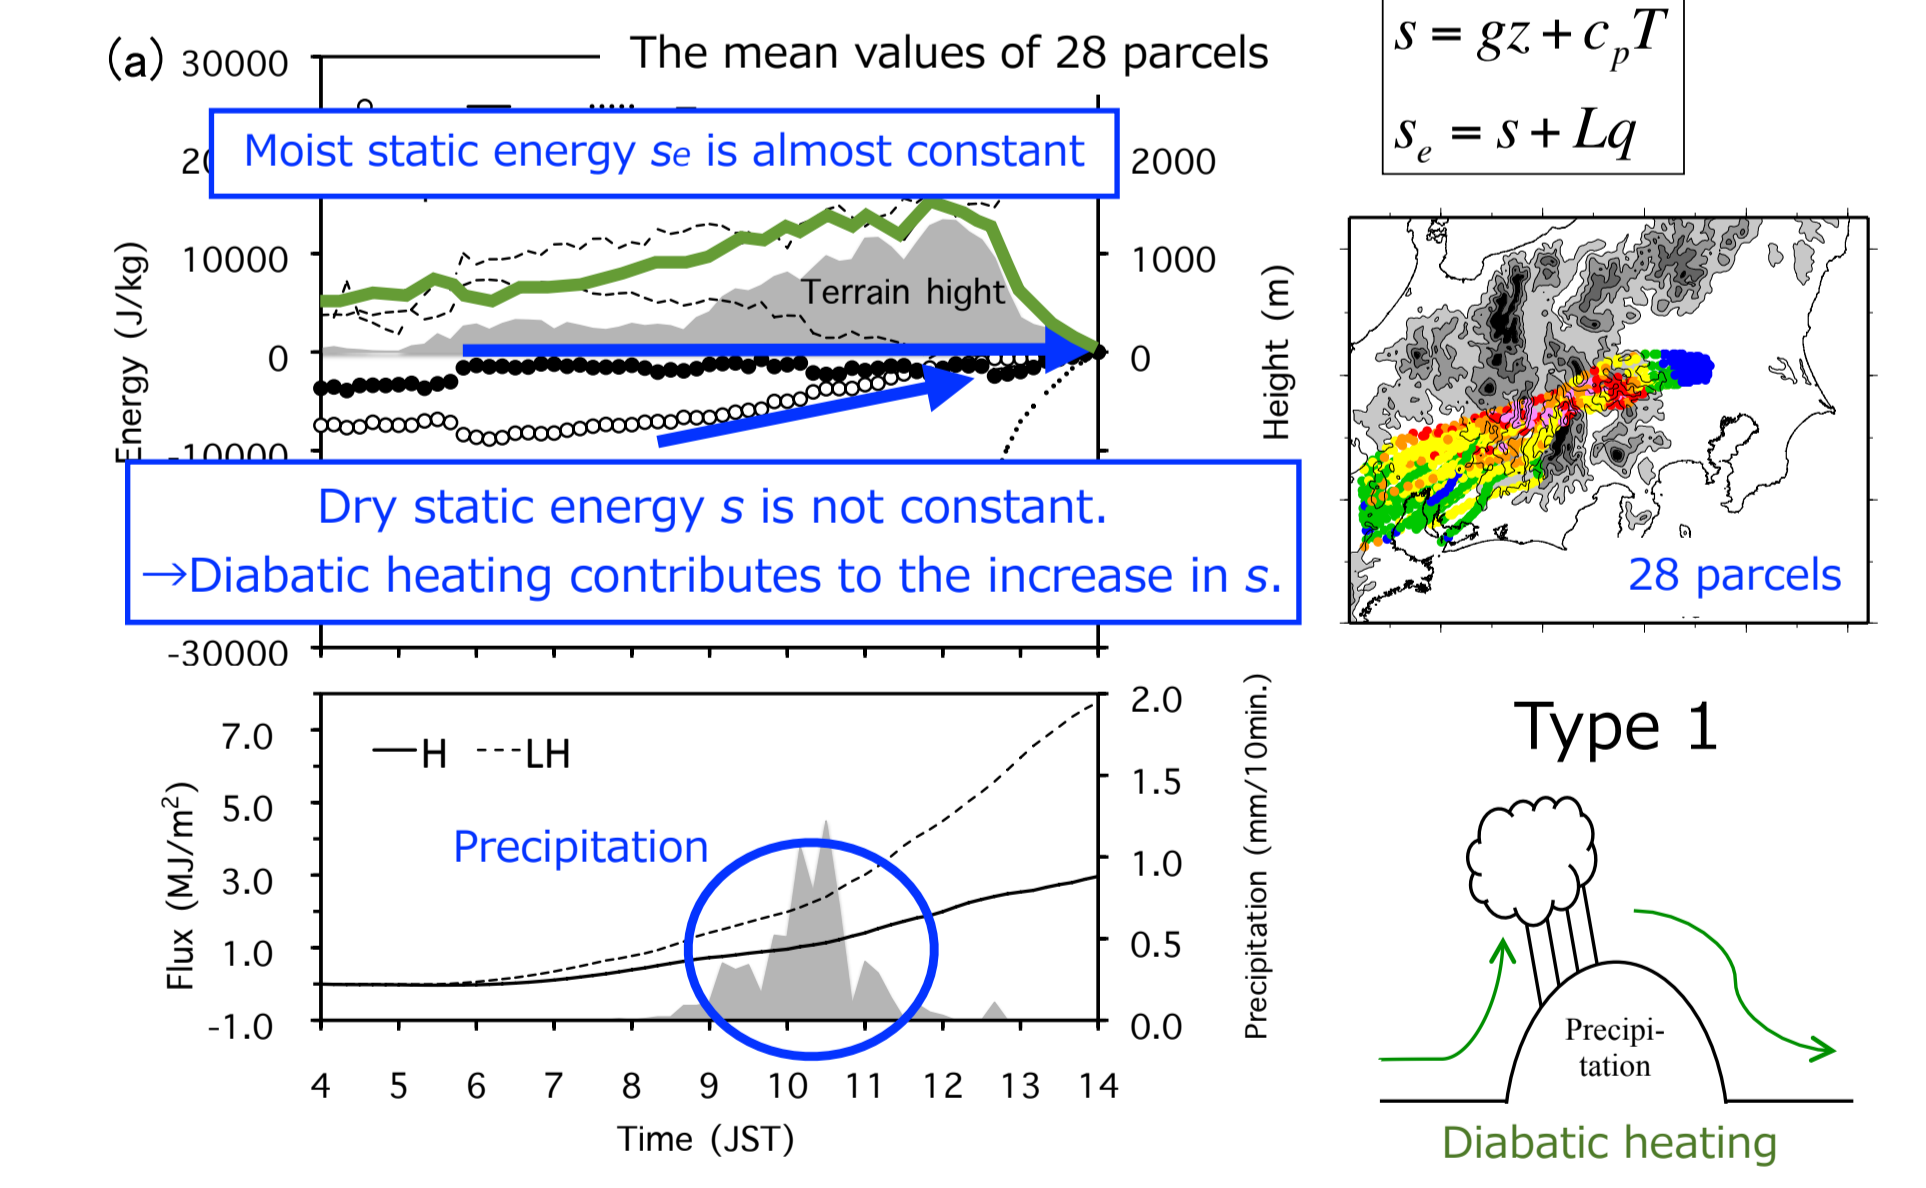 (a)
The mean values of 28 parcels
s = gz + c_pT
s_e = s + Lq
30000
Moist static energy se is almost constant
2000
10000
1000
0
0
-10000
-30000
Energy (J/kg)
Height (m)
Terrain hight
Dry static energy s is not constant.
→Diabatic heating contributes to the increase in s.
28 parcels
H
LH
Precipitation
7.0
5.0
3.0
1.0
-1.0
Flux (MJ/m²)
2.0
1.5
1.0
0.5
0.0
Precipitation (mm/10min.)
4 5 6 7 8 9 10 11 12 13 14
Time (JST)
Type 1
Precipi-
tation
Diabatic heating